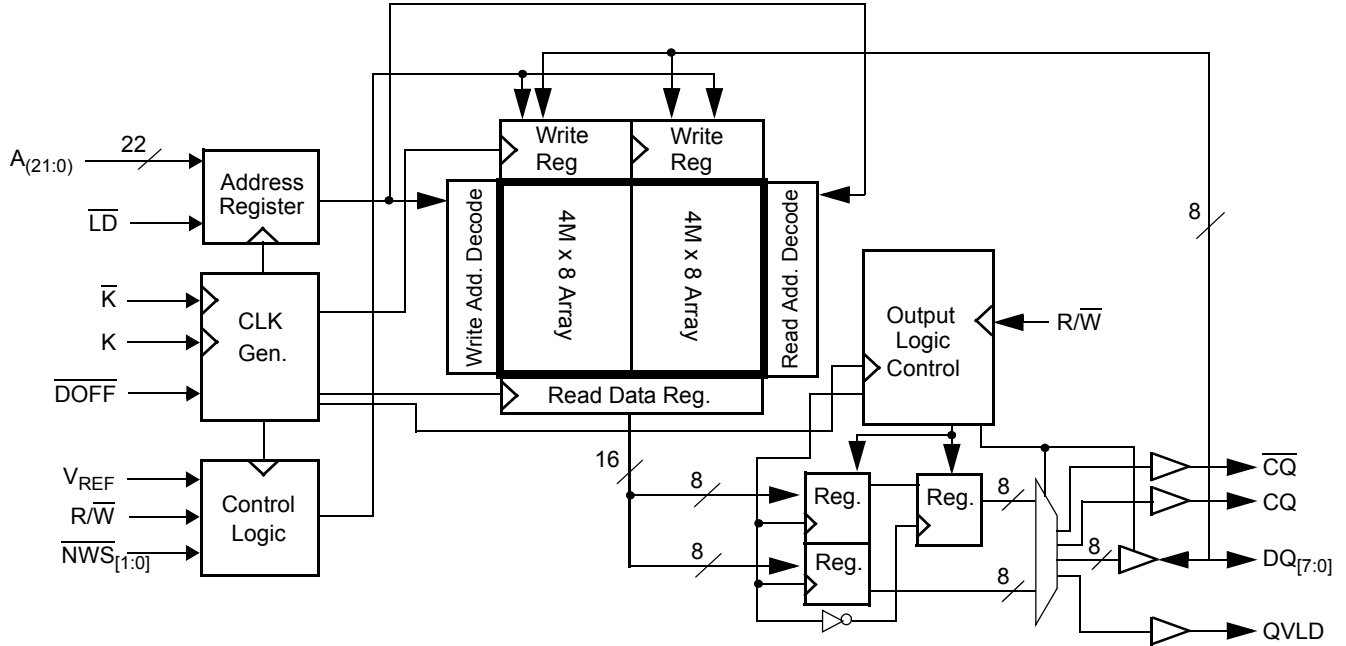 22
A(21:0)
LD
Address
Register
K
K
DOFF
CLK
Gen.
VREF
R/W
NWS[1:0]
Control
Logic
Write
Reg
Write
Reg
Write Add. Decode
4M x 8 Array
4M x 8 Array
Read Add. Decode
Read Data Reg.
16
8
8
Output
Logic
Control
R/W
8
Reg.
Reg.
Reg.
8
8
8
CQ
CQ
DQ[7:0]
QVLD